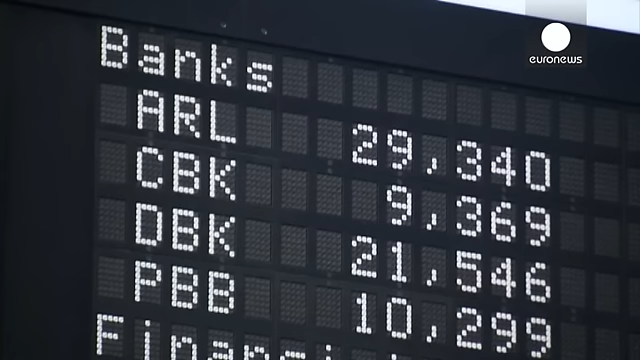 euronews
Banks
ARL 29,340
CBK 9,369
DBK 21,546
PBB 10,299